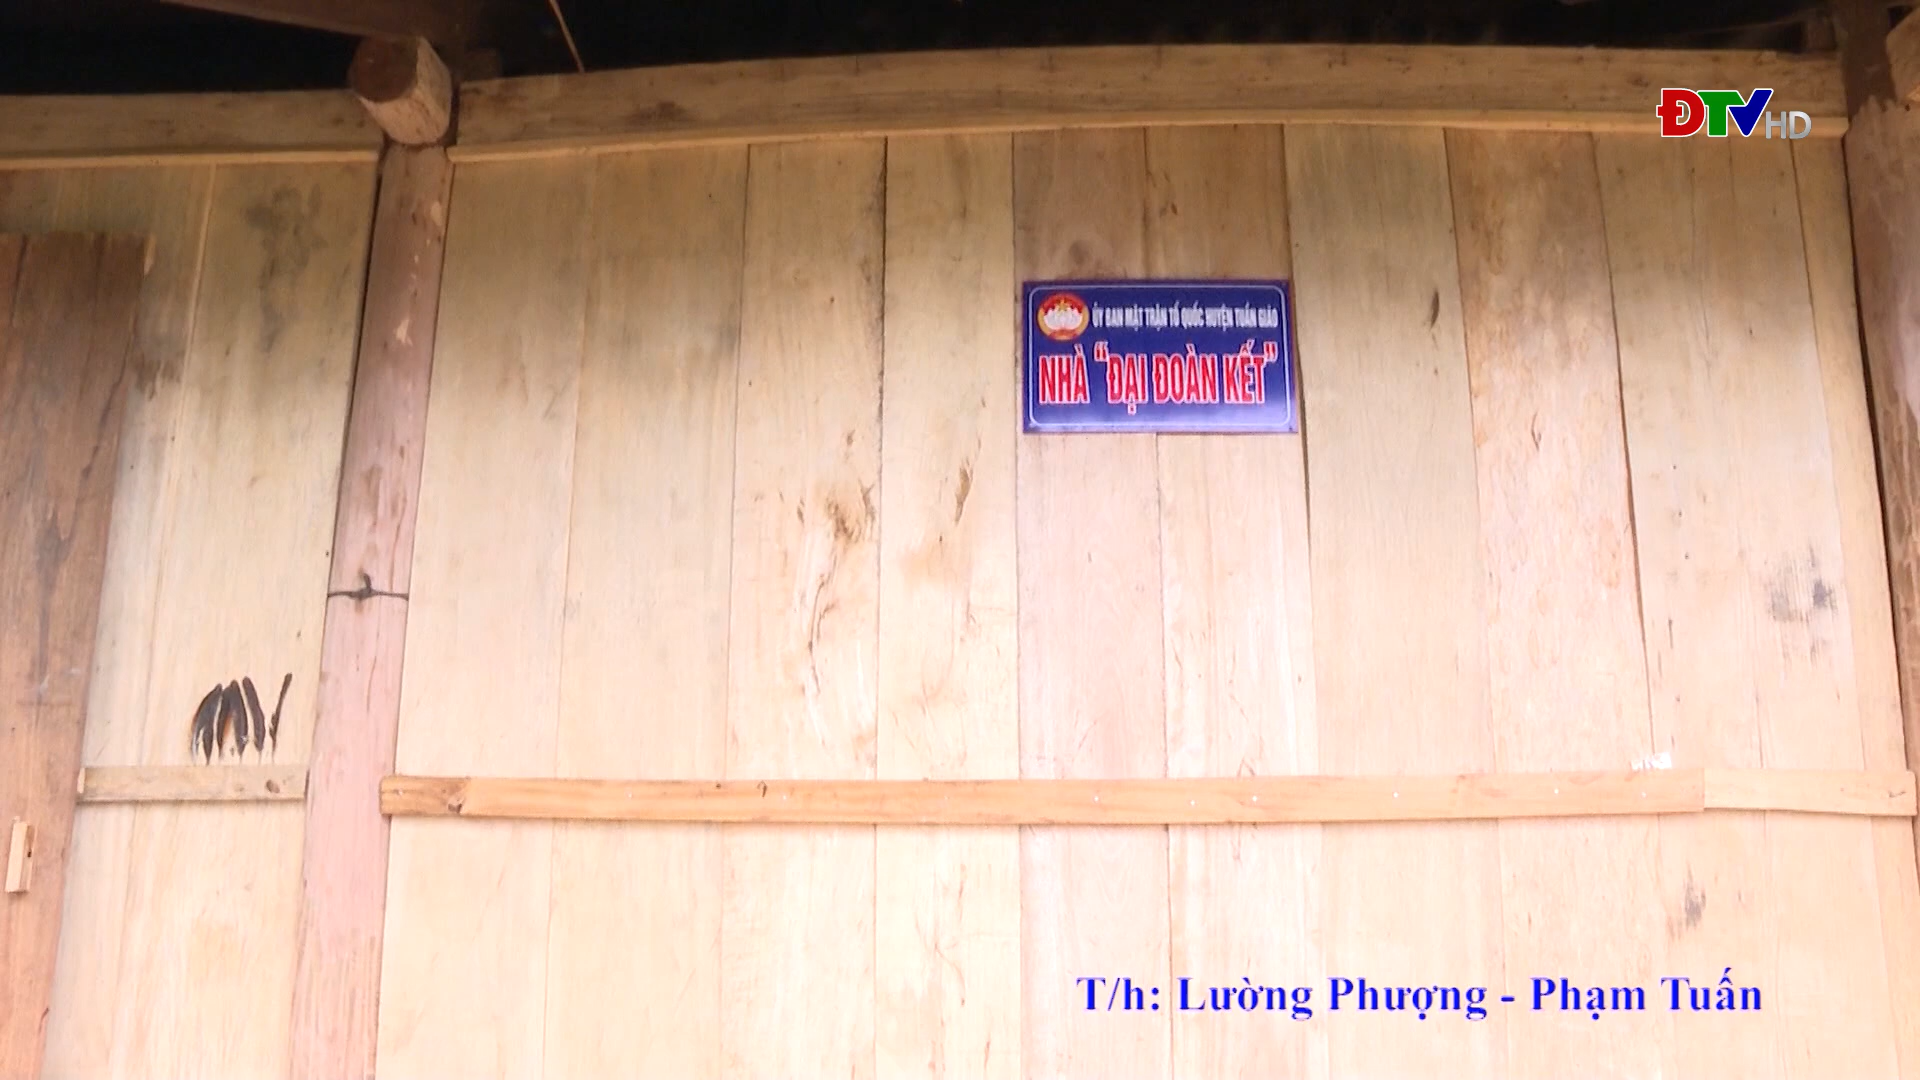 ĐTV HD
ỦY BAN MẶT TRẬN TỔ QUỐC HUYỆN TUẦN GIÁO
NHÀ "ĐẠI ĐOÀN KẾT"
T/h: Lường Phượng - Phạm Tuấn